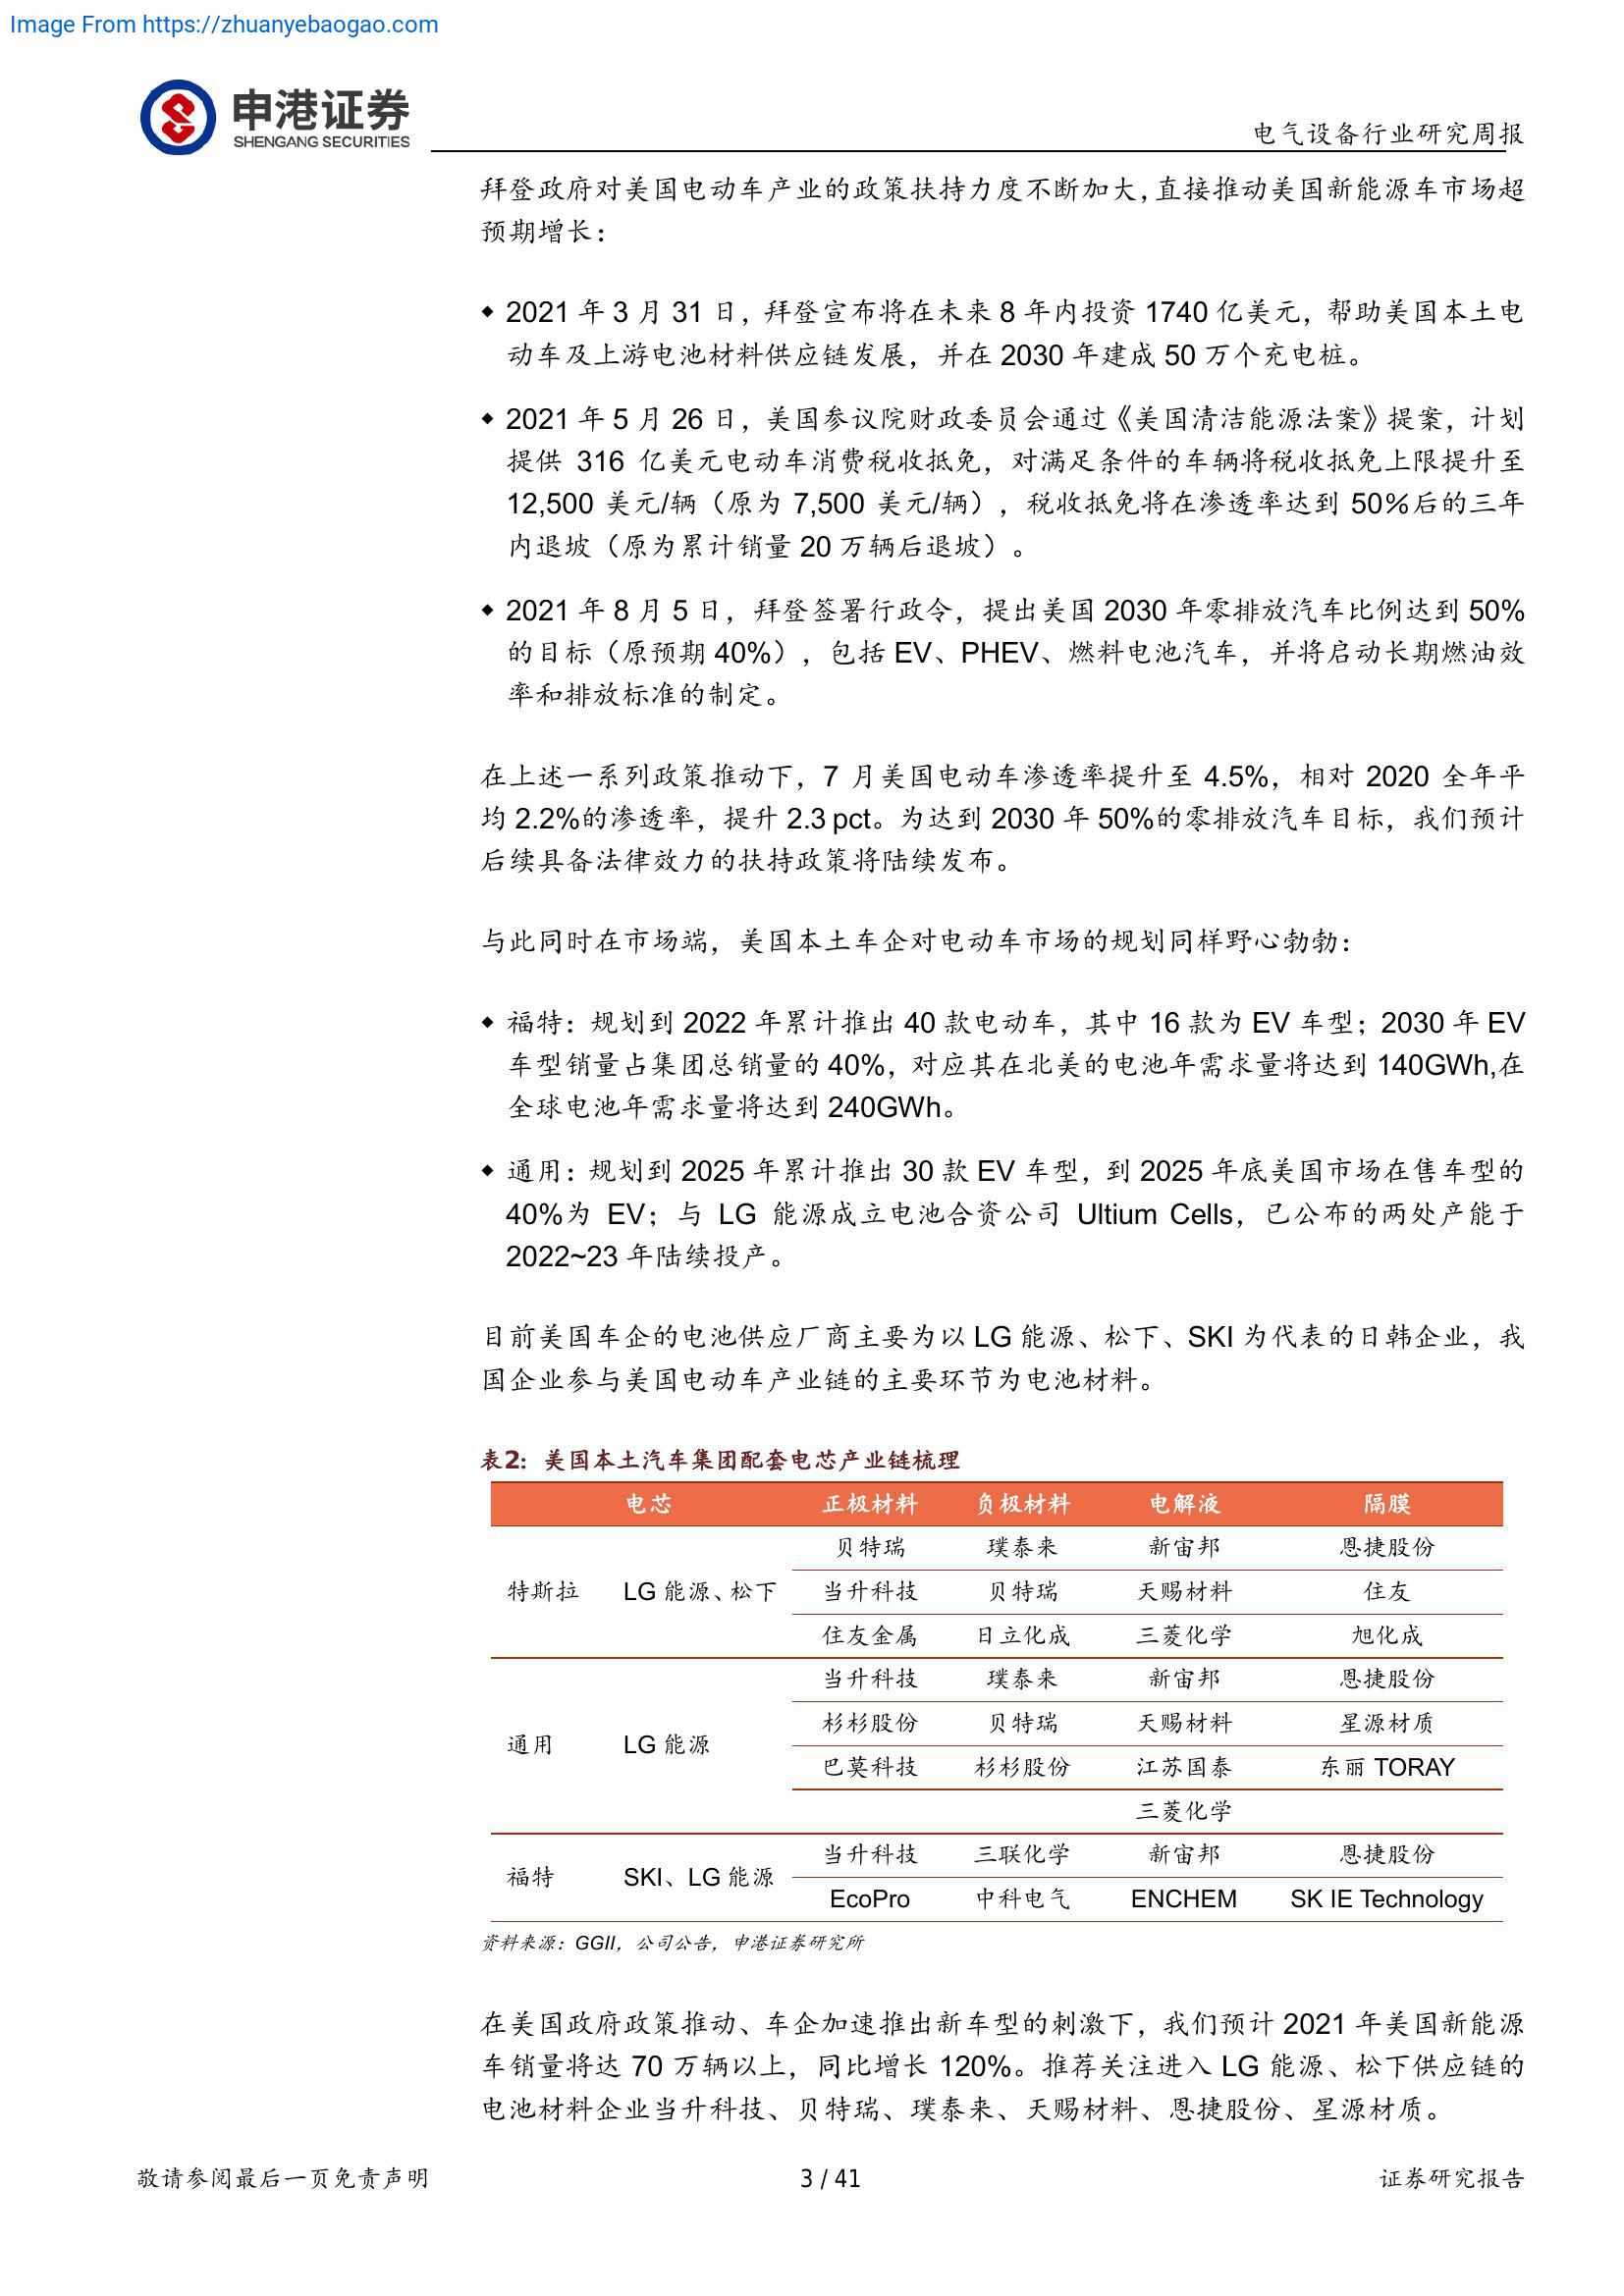 Image From https://zhuanyebaogao.com
申港证券
SHENGANG SECURITIES
电气设备行业研究周报
拜登政府对美国电动车产业的政策扶持力度不断加大，直接推动美国新能源车市场超
预期增长：
◆ 2021 年 3 月 31 日，拜登宣布将在未来 8 年内投资 1740 亿美元，帮助美国本土电
动车及上游电池材料供应链发展，并在 2030 年建成 50 万个充电桩。
◆ 2021 年 5 月 26 日，美国参议院财政委员会通过《美国清洁能源法案》提案，计划
提供 316 亿美元电动车消费税收抵免，对满足条件的车辆将税收抵免上限提升至
12,500 美元/辆（原为 7,500 美元/辆），税收抵免将在渗透率达到 50%后的三年
内退坡（原为累计销量 20 万辆后退坡）。
◆ 2021 年 8 月 5 日，拜登签署行政令，提出美国 2030 年零排放汽车比例达到 50%
的目标（原预期 40%），包括 EV、PHEV、燃料电池汽车，并将启动长期燃油效
率和排放标准的制定。
在上述一系列政策推动下，7 月美国电动车渗透率提升至 4.5%，相对 2020 全年平
均 2.2%的渗透率，提升 2.3 pct。为达到 2030 年 50%的零排放汽车目标，我们预计
后续具备法律效力的扶持政策将陆续发布。
与此同时在市场端，美国本土车企对电动车市场的规划同样野心勃勃：
◆ 福特：规划到 2022 年累计推出 40 款电动车，其中 16 款为 EV 车型；2030 年 EV
车型销量占集团总销量的 40%，对应其在北美的电池年需求量将达到 140GWh,在
全球电池年需求量将达到 240GWh。
◆ 通用：规划到 2025 年累计推出 30 款 EV 车型，到 2025 年底美国市场在售车型的
40%为 EV；与 LG 能源成立电池合资公司 Ultium Cells，已公布的两处产能于
2022~23 年陆续投产。
目前美国车企的电池供应厂商主要为以 LG 能源、松下、SKI 为代表的日韩企业，我
国企业参与美国电动车产业链的主要环节为电池材料。
表2：美国本土汽车集团配套电芯产业链梳理
电芯 正极材料 负极材料 电解液 隔膜
贝特瑞 璞泰来 新宙邦 恩捷股份
特斯拉 LG 能源、松下 当升科技 贝特瑞 天赐材料 住友
住友金属 日立化成 三菱化学 旭化成
当升科技 璞泰来 新宙邦 恩捷股份
杉杉股份 贝特瑞 天赐材料 星源材质
通用 LG 能源
巴莫科技 杉杉股份 江苏国泰 东丽 TORAY
三菱化学
当升科技 三联化学 新宙邦 恩捷股份
福特 SKI、LG 能源
EcoPro 中科电气 ENCHEM SK IE Technology
资料来源：GGII，公司公告，申港证券研究所
在美国政府政策推动、车企加速推出新车型的刺激下，我们预计 2021 年美国新能源
车销量将达 70 万辆以上，同比增长 120%。推荐关注进入 LG 能源、松下供应链的
电池材料企业当升科技、贝特瑞、璞泰来、天赐材料、恩捷股份、星源材质。
敬请参阅最后一页免责声明
3 / 41
证券研究报告